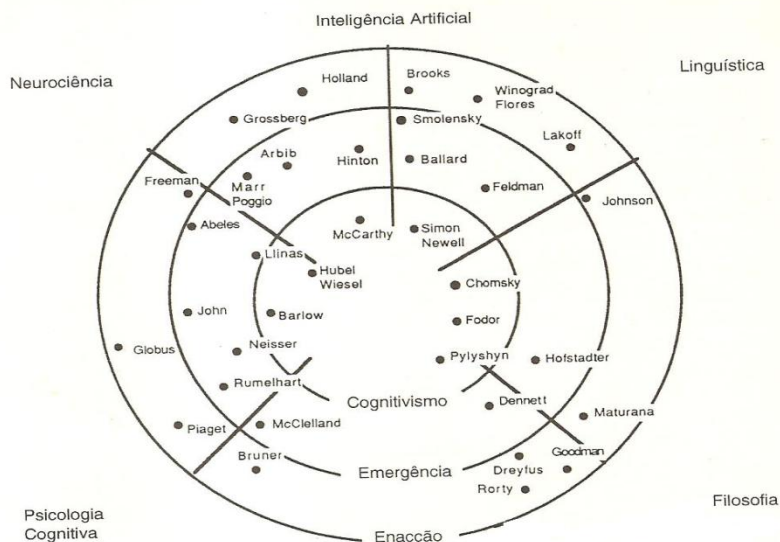 Inteligência Artificial
Neurociência
Linguística
Holland
Brooks
Winograd
Flores
Grossberg
Smolensky
Lakoff
Arbib
Hinton
Ballard
Freeman
Marr
Poggio
Feldman
Johnson
Abeles
McCarthy
Simon
Newell
Llinas
Hubel
Wiesel
Chomsky
John
Barlow
Fodor
Globus
Neisser
Pylyshyn
Hofstadter
Rumelhart
Cognitivismo
Dennett
Maturana
Piaget
McClelland
Bruner
Goodman
Emergência
Dreyfus
Rorty
Filosofia
Psicologia
Cognitiva
Enaccão